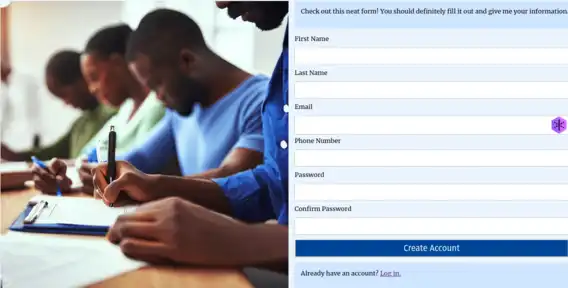 Check out this neat form! You should definitely fill it out and give me your information.
First Name
Last Name
Email
Phone Number
Password
Confirm Password
Create Account
Already have an account? Log in.